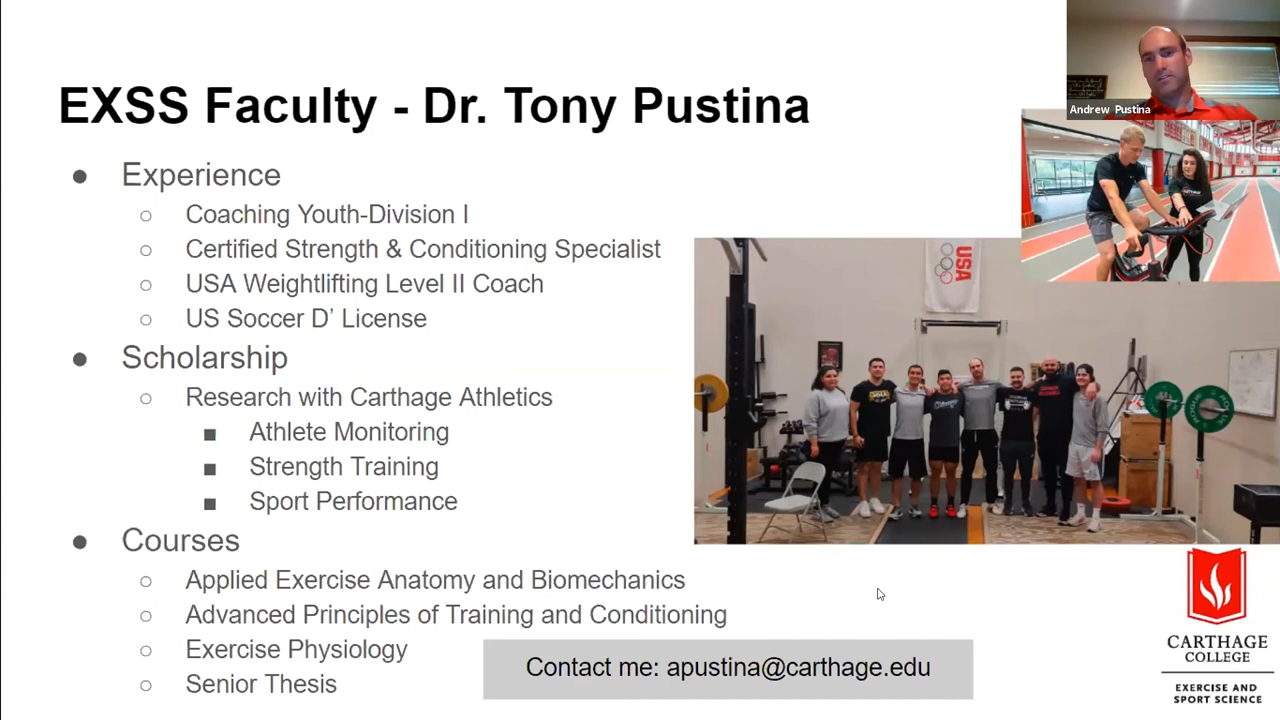 EXSS Faculty - Dr. Tony Pustina
Andrew Pustina
Experience
Coaching Youth-Division I
Certified Strength & Conditioning Specialist
USA Weightlifting Level II Coach
US Soccer D’ License
Scholarship
Research with Carthage Athletics
Athlete Monitoring
Strength Training
Sport Performance
Courses
Applied Exercise Anatomy and Biomechanics
Advanced Principles of Training and Conditioning
Exercise Physiology
Senior Thesis
Contact me: apustina@carthage.edu
USA
ROGUE
CARTHAGE
COLLEGE
EXERCISE AND
SPORT SCIENCE